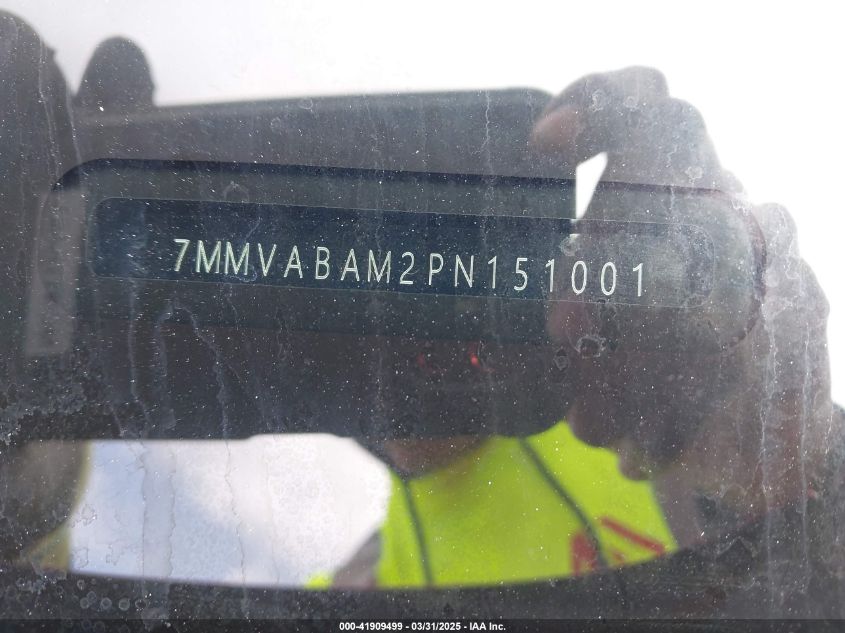 7MMVABAM2PN151001
000-41909499 - 03/31/2025 - IAA Inc.